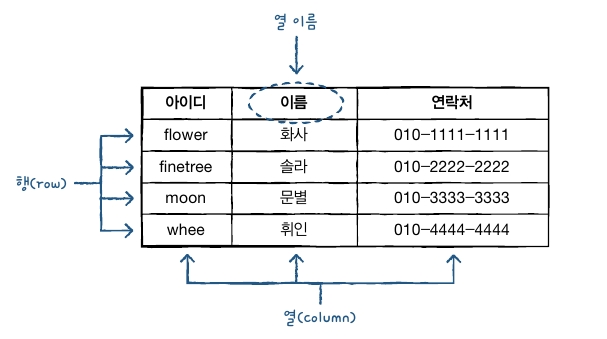 열 이름
아이디 이름 연락처
flower 화사 010-1111-1111
finetree 솔라 010-2222-2222
행(row)
moon 문별 010-3333-3333
whee 휘인 010-4444-4444
열(column)